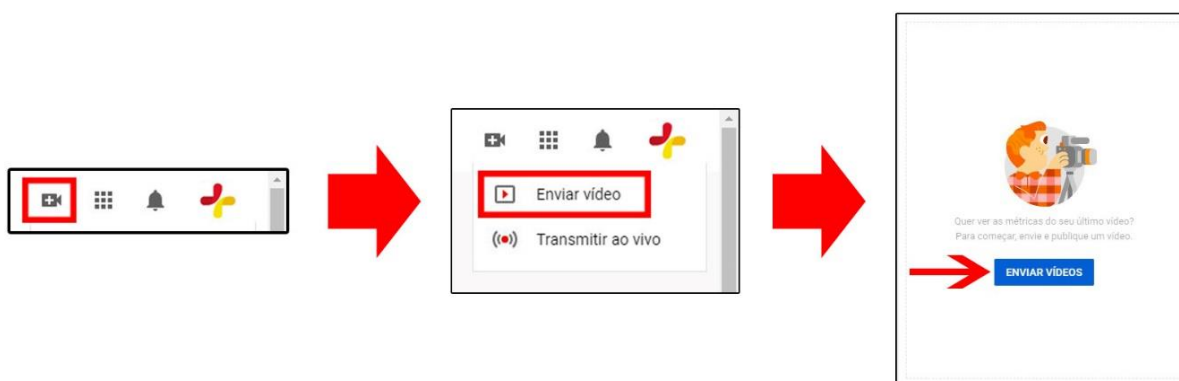 Enviar vídeo
Transmitir ao vivo
Quer ver as métricas do seu último vídeo?
Para começar, envie e publique um vídeo.
ENVIAR VÍDEOS